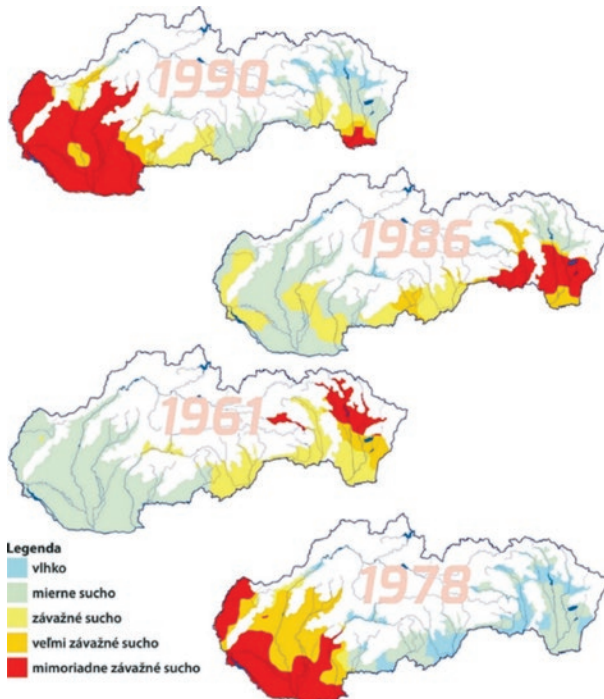 1990
1986
1961
1978
Legenda
vlhko
mierne sucho
závažné sucho
veľmi závažné sucho
mimoriadne závažné sucho